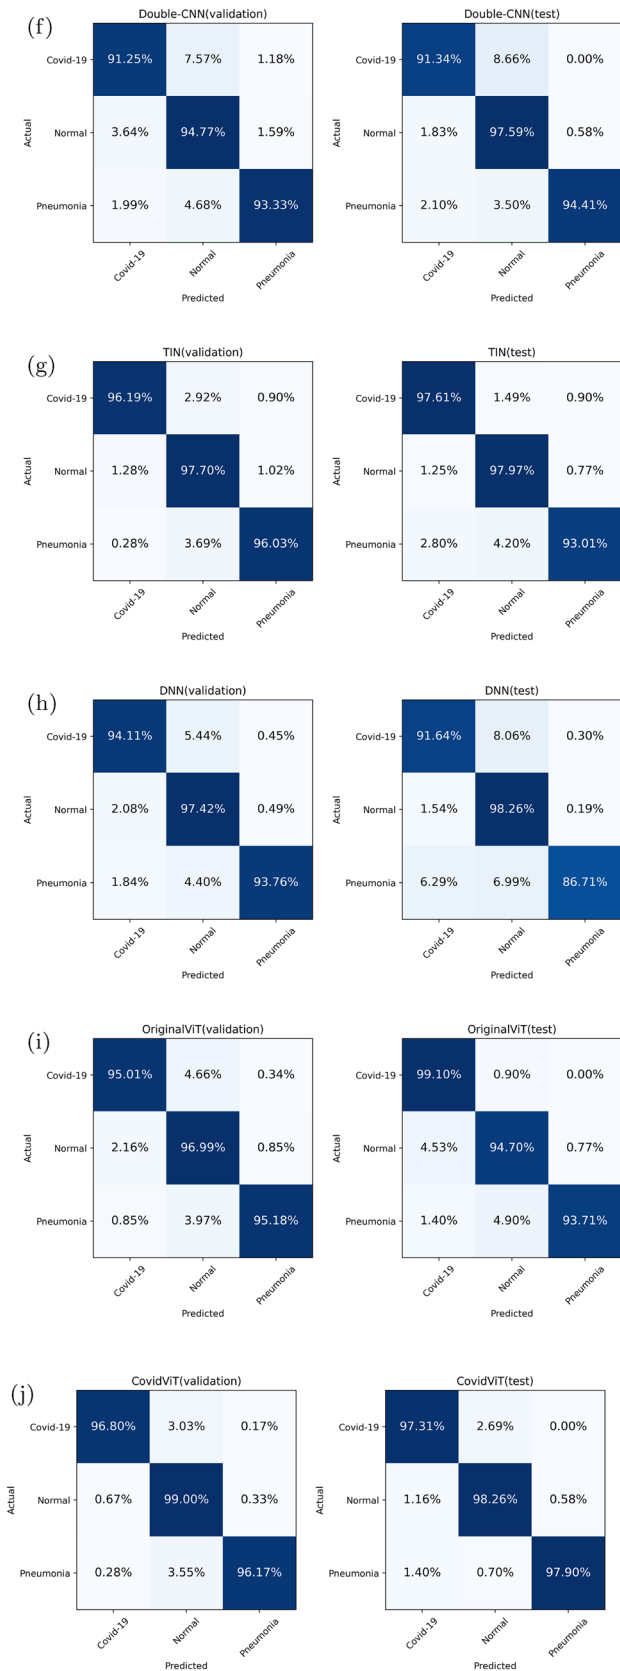 (f)
Double-CNN(validation)
Double-CNN(test)
Covid-19 91.25% 7.57% 1.18%
Covid-19 91.34% 8.66% 0.00%
Actual
Normal 3.64% 94.77% 1.59%
Actual
Normal 1.83% 97.59% 0.58%
Pneumonia 1.99% 4.68% 93.33%
Pneumonia 2.10% 3.50% 94.41%
Covid-19 Normal Pneumonia
Covid-19 Normal Pneumonia
Predicted
Predicted
(g)
TIN(validation)
TIN(test)
Covid-19 96.19% 2.92% 0.90%
Covid-19 97.61% 1.49% 0.90%
Actual
Normal 1.28% 97.70% 1.02%
Actual
Normal 1.25% 97.97% 0.77%
Pneumonia 0.28% 3.69% 96.03%
Pneumonia 2.80% 4.20% 93.01%
Covid-19 Normal Pneumonia
Covid-19 Normal Pneumonia
Predicted
Predicted
(h)
DNN(validation)
DNN(test)
Covid-19 94.11% 5.44% 0.45%
Covid-19 91.64% 8.06% 0.30%
Actual
Normal 2.08% 97.42% 0.49%
Actual
Normal 1.54% 98.26% 0.19%
Pneumonia 1.84% 4.40% 93.76%
Pneumonia 6.29% 6.99% 86.71%
Covid-19 Normal Pneumonia
Covid-19 Normal Pneumonia
Predicted
Predicted
(i)
OriginalViT(validation)
OriginalViT(test)
Covid-19 95.01% 4.66% 0.34%
Covid-19 99.10% 0.90% 0.00%
Actual
Normal 2.16% 96.99% 0.85%
Actual
Normal 4.53% 94.70% 0.77%
Pneumonia 0.85% 3.97% 95.18%
Pneumonia 1.40% 4.90% 93.71%
Covid-19 Normal Pneumonia
Covid-19 Normal Pneumonia
Predicted
Predicted
(j)
CovidViT(validation)
CovidViT(test)
Covid-19 96.80% 3.03% 0.17%
Covid-19 97.31% 2.69% 0.00%
Actual
Normal 0.67% 99.00% 0.33%
Actual
Normal 1.16% 98.26% 0.58%
Pneumonia 0.28% 3.55% 96.17%
Pneumonia 1.40% 0.70% 97.90%
Covid-19 Normal Pneumonia
Covid-19 Normal Pneumonia
Predicted
Predicted